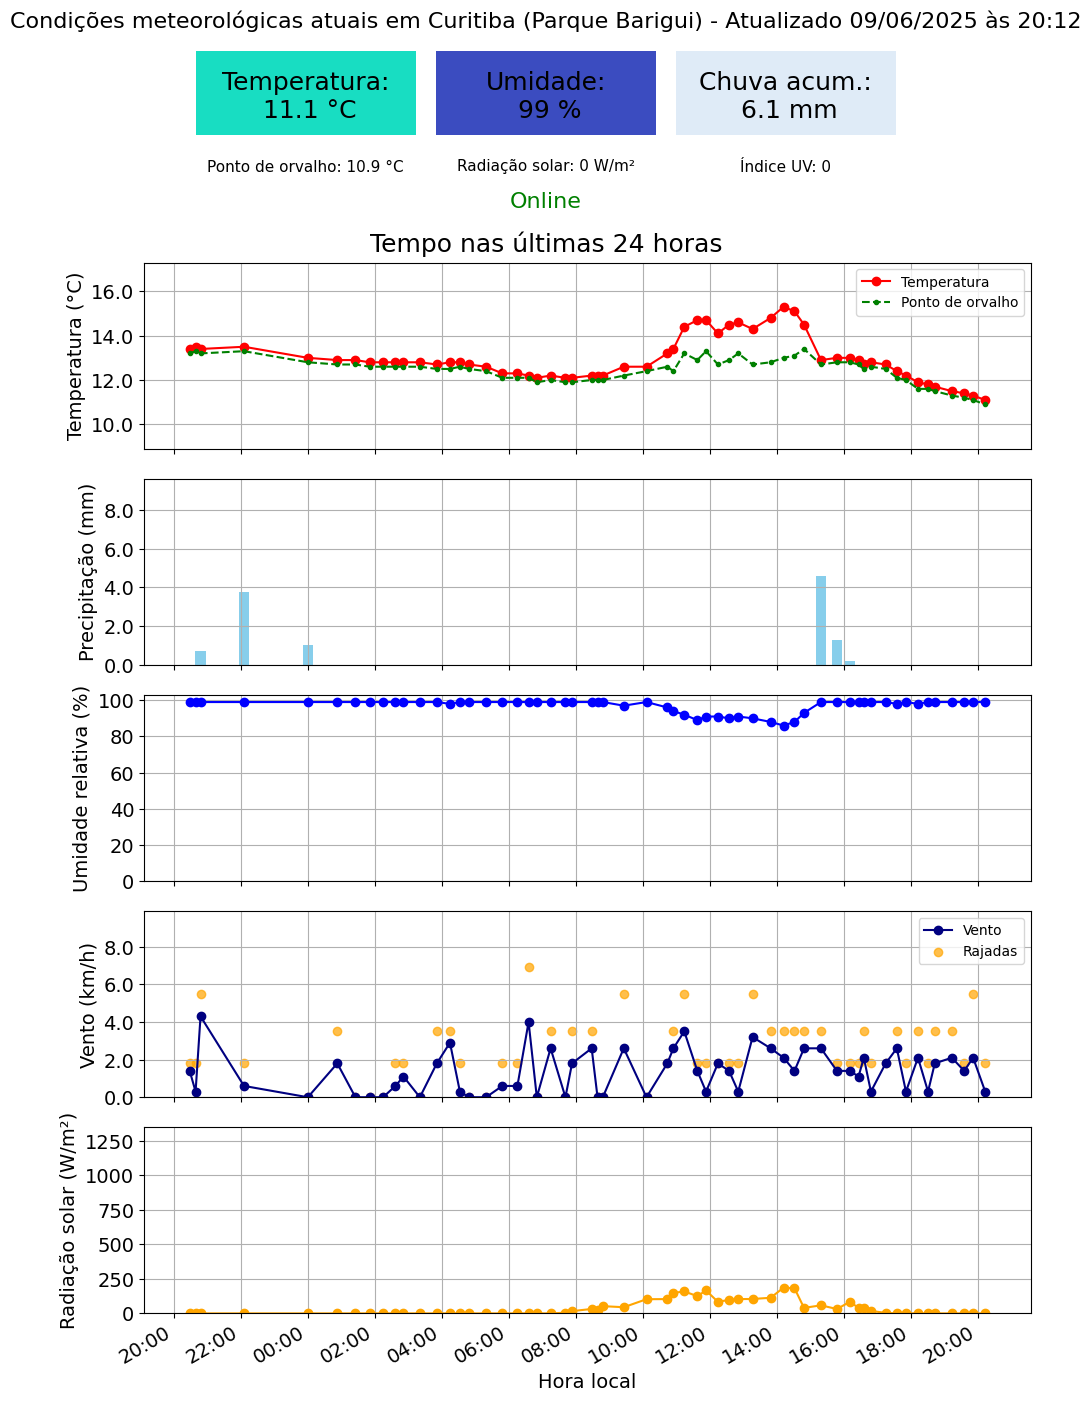 Condições meteorológicas atuais em Curitiba (Parque Barigui) - Atualizado 09/06/2025 às 20:12
Temperatura:
11.1 °C
Umidade:
99 %
Chuva acum.:
6.1 mm
Ponto de orvalho: 10.9 °C
Radiação solar: 0 W/m²
Índice UV: 0
Online
Tempo nas últimas 24 horas
Temperatura (°C)
16.0
14.0
12.0
10.0
Temperatura
Ponto de orvalho
Precipitação (mm)
8.0
6.0
4.0
2.0
0.0
Umidade relativa (%)
100
80
60
40
20
0
Vento (km/h)
8.0
6.0
4.0
2.0
0.0
Vento
Rajadas
Radiação solar (W/m²)
1250
1000
750
500
250
0
20:00
22:00
00:00
02:00
04:00
06:00
08:00
10:00
12:00
14:00
16:00
18:00
20:00
Hora local